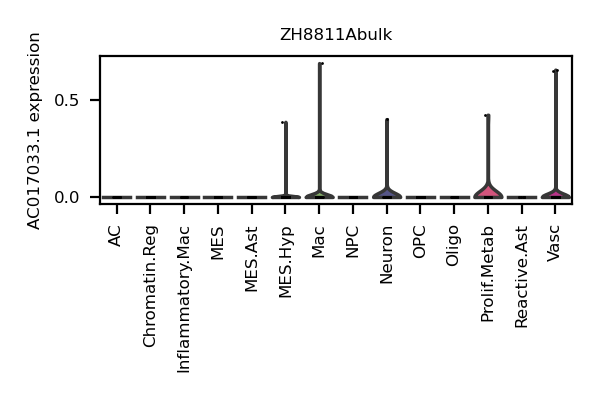 ZH8811Abulk
AC017033.1 expression
0.5
0.0
AC
Chromatin.Reg
Inflammatory.Mac
MES
MES.Ast
MES.Hyp
Mac
NPC
Neuron
OPC
Oligo
Prolif.Metab
Reactive.Ast
Vasc